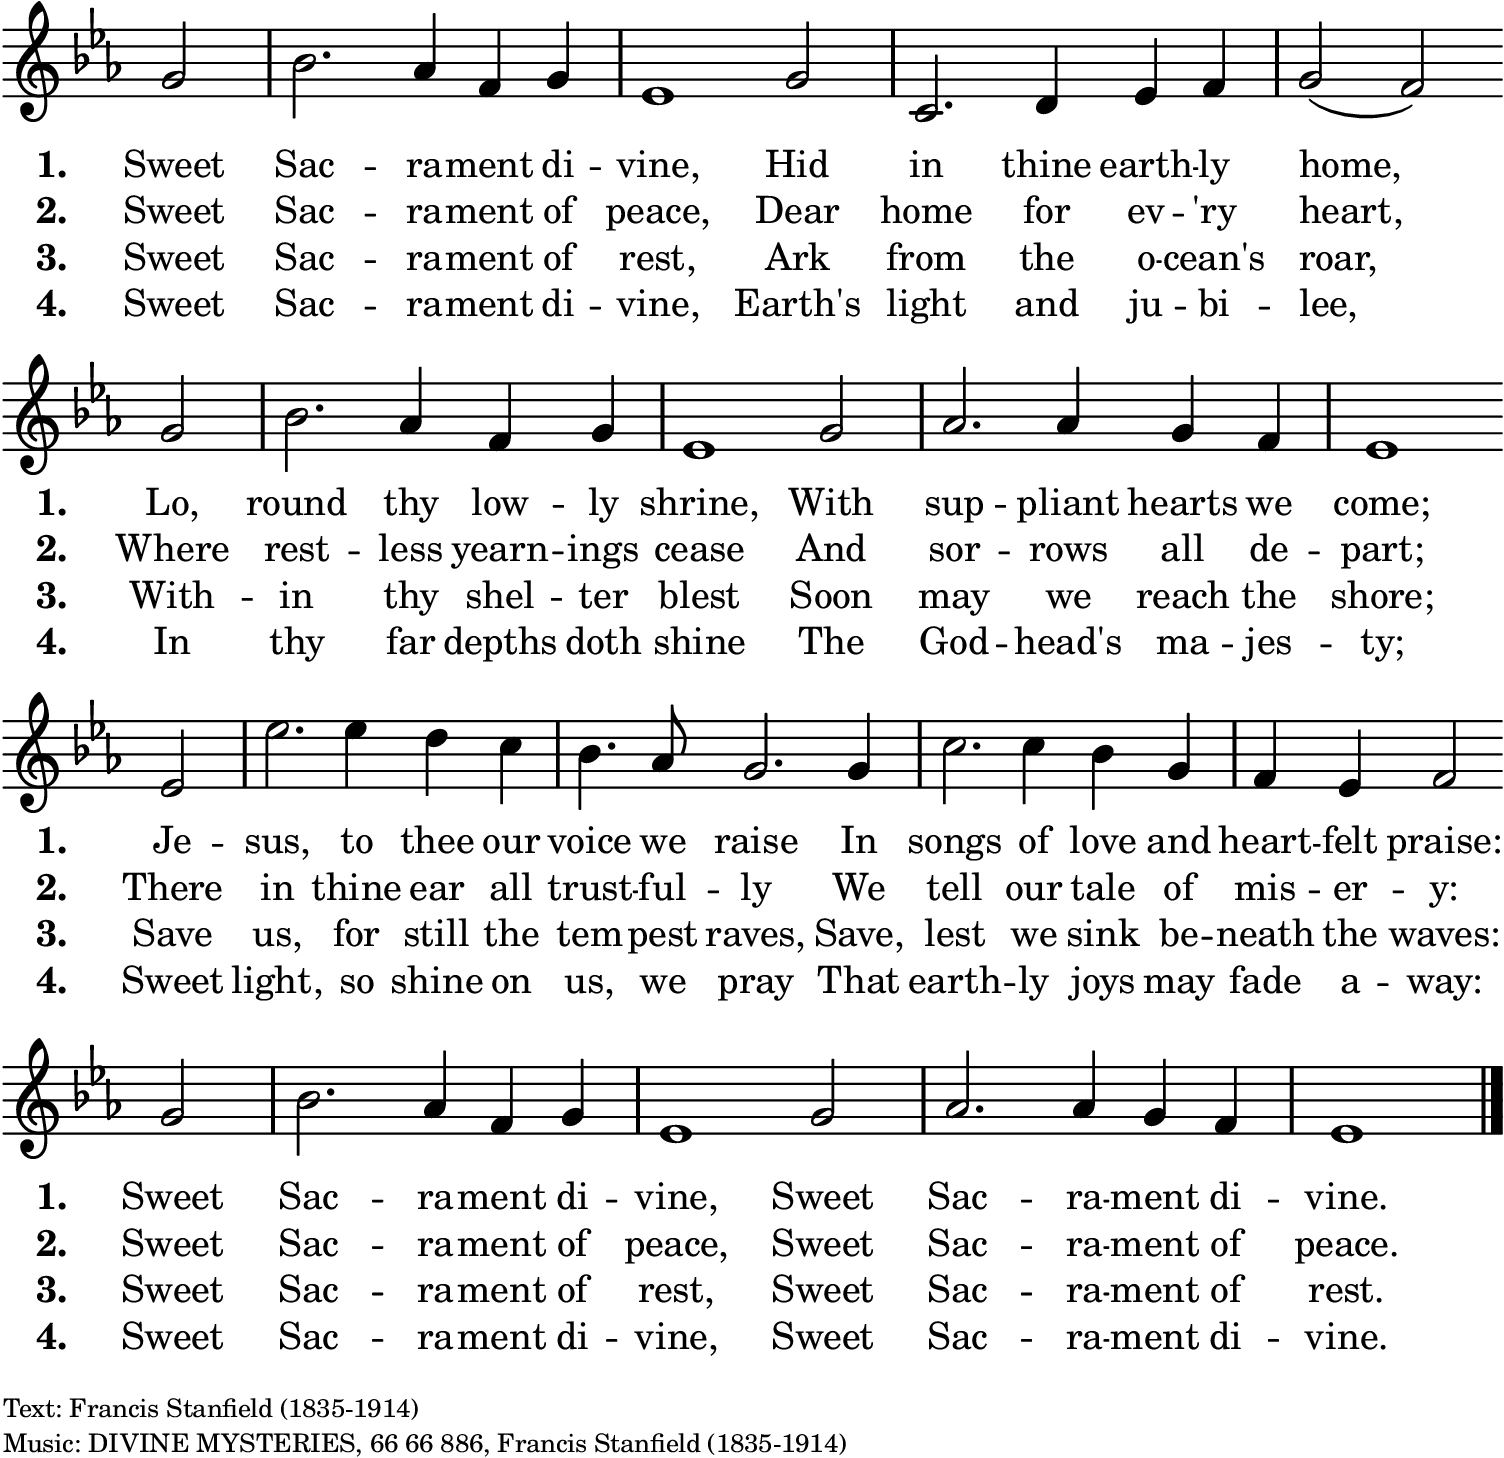 1. Sweet Sac -- rament di -- vine, Hid in thine earth -- ly home,
2. Sweet Sac -- rament of peace, Dear home for ev -- 'ry heart,
3. Sweet Sac -- rament of rest, Ark from the o -- cean's roar,
4. Sweet Sac -- rament di -- vine, Earth's light and ju -- bi -- lee,
1. Lo, round thy low -- ly shrine, With sup -- pliant hearts we come;
2. Where rest -- less yearn -- ings cease And sor -- rows all de -- part;
3. With -- in thy shel -- ter blest Soon may we reach the shore;
4. In thy far depths doth shine The God -- head's ma -- jes -- ty;
1. Je -- sus, to thee our voice we raise In songs of love and heart -- felt praise:
2. There in thine ear all trust -- ful -- ly We tell our tale of mis -- er -- y:
3. Save us, for still the tempest raves, Save, lest we sink be -- neath the waves:
4. Sweet light, so shine on us, we pray That earth -- ly joys may fade a -- way:
1. Sweet Sac -- rament di -- vine, Sweet Sac -- ra -- ment di -- vine.
2. Sweet Sac -- rament of peace, Sweet Sac -- ra -- ment of peace.
3. Sweet Sac -- rament of rest, Sweet Sac -- ra -- ment of rest.
4. Sweet Sac -- rament di -- vine, Sweet Sac -- ra -- ment di -- vine.
Text: Francis Stanfield (1835-1914)
Music: DIVINE MYSTERIES, 66 66 886, Francis Stanfield (1835-1914)